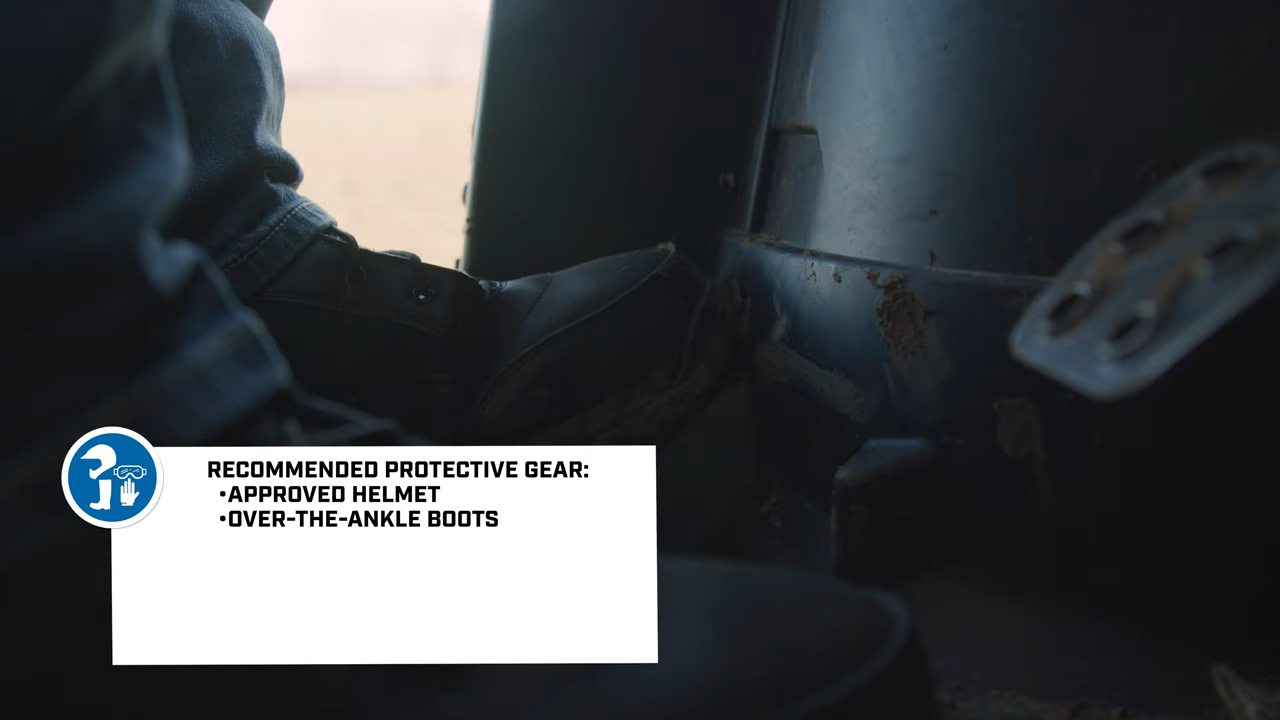 RECOMMENDED PROTECTIVE GEAR:
•APPROVED HELMET
•OVER-THE-ANKLE BOOTS